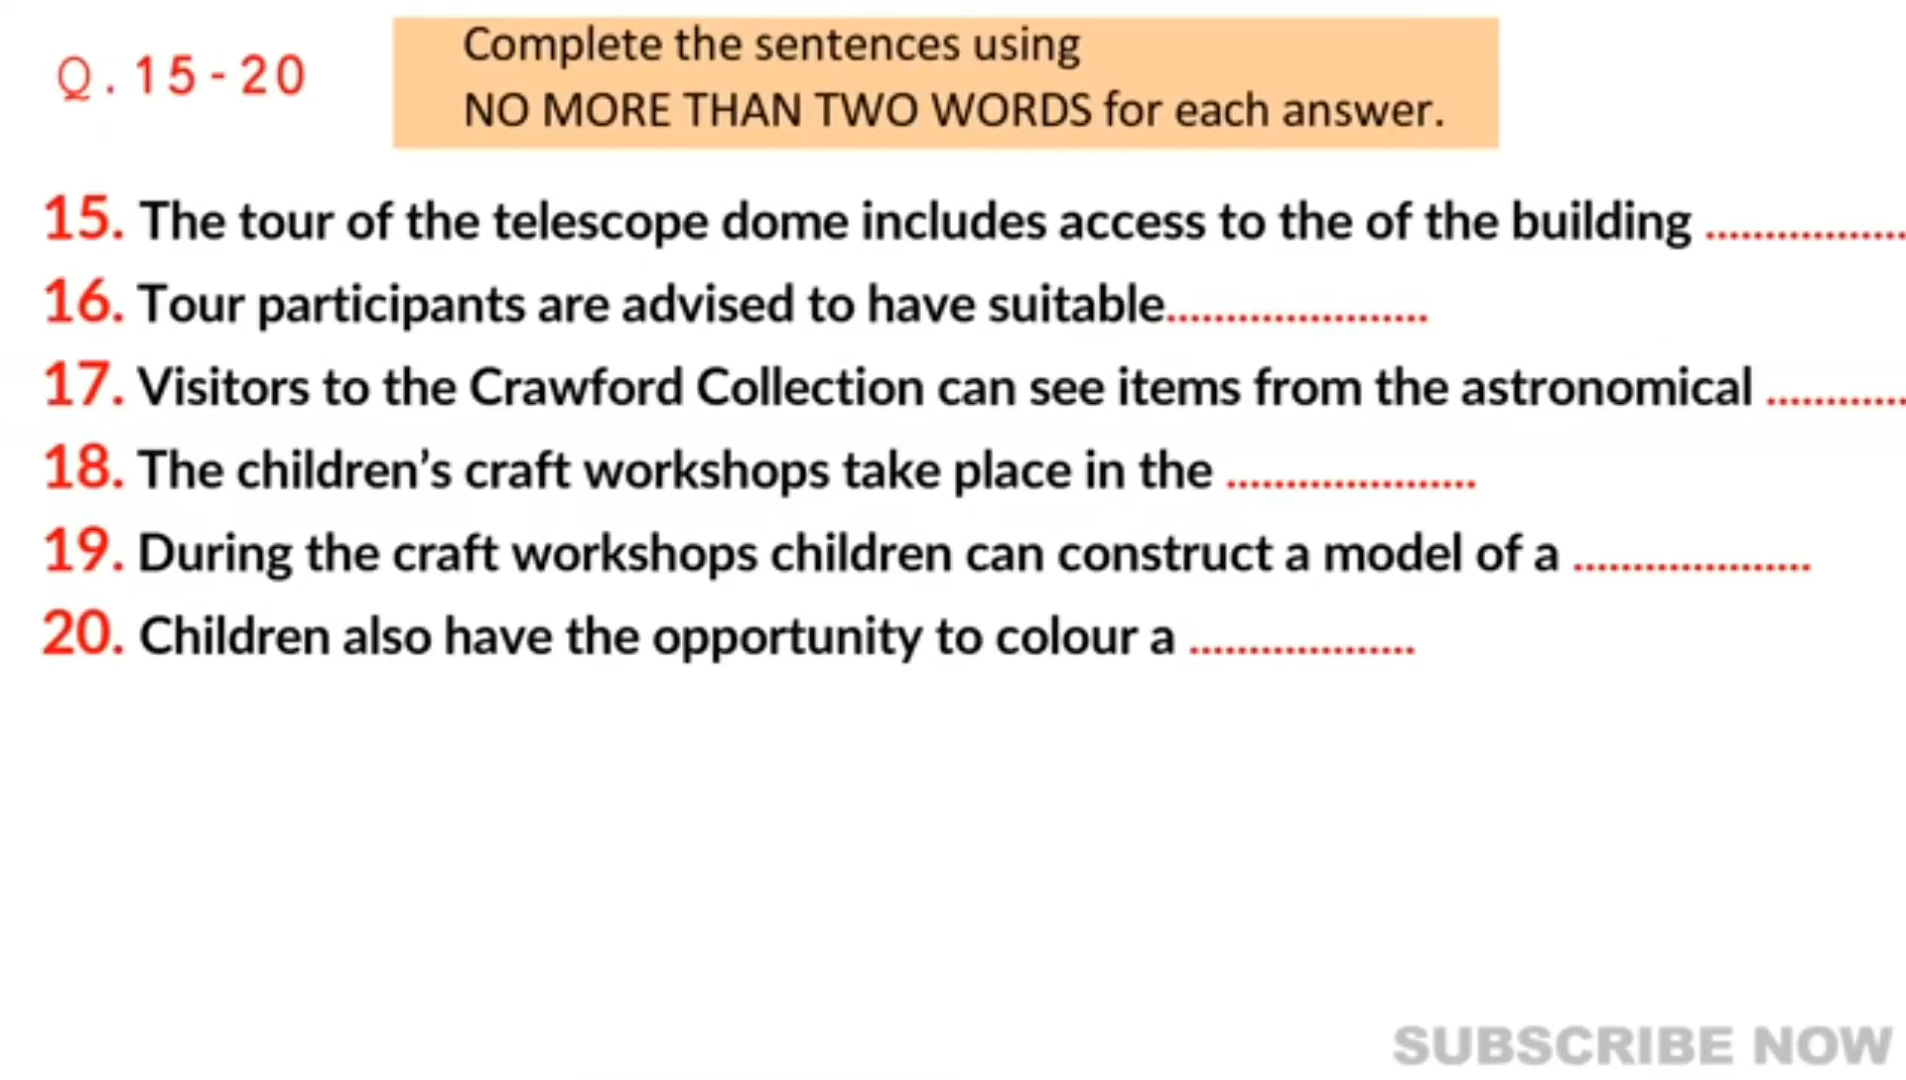 Q.15-20
Complete the sentences using
NO MORE THAN TWO WORDS for each answer.
15. The tour of the telescope dome includes access to the of the building .................
16. Tour participants are advised to have suitable......................
17. Visitors to the Crawford Collection can see items from the astronomical ............
18. The children’s craft workshops take place in the .....................
19. During the craft workshops children can construct a model of a ....................
20. Children also have the opportunity to colour a ...................
SUBSCRIBE NOW